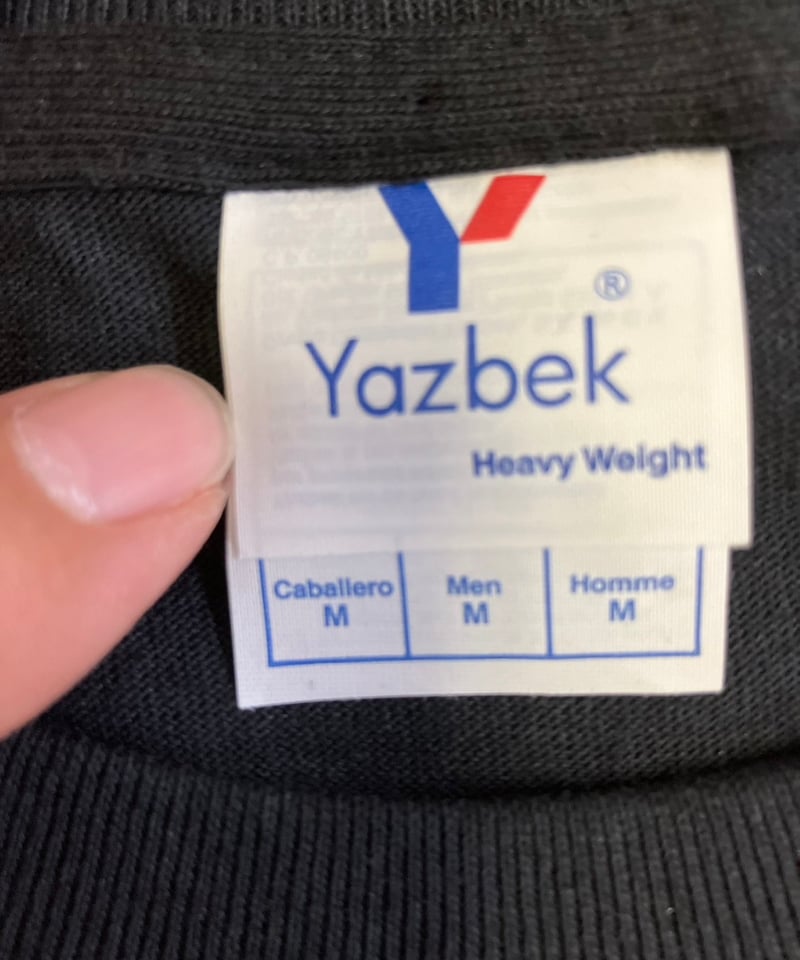 Y
®
Yazbek
Heavy Weight
Caballero Men Homme
M M M